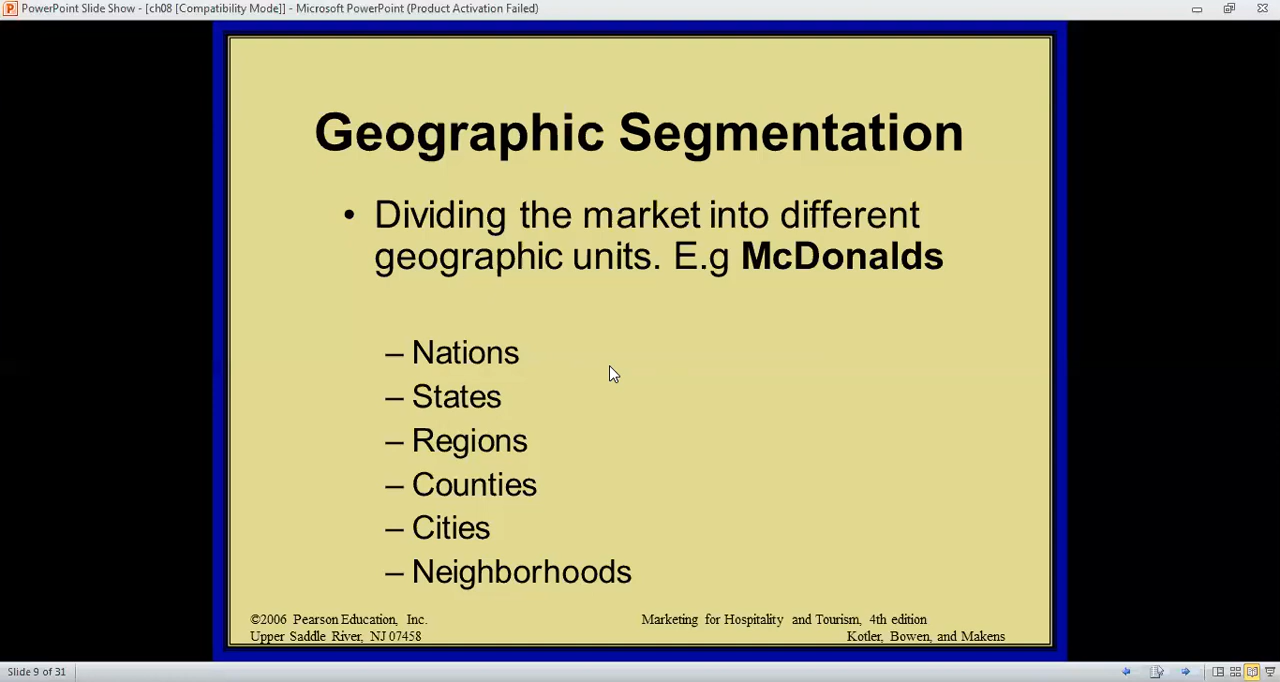 PowerPoint Slide Show - [ch08 [Compatibility Mode]] - Microsoft PowerPoint (Product Activation Failed)
Geographic Segmentation
• Dividing the market into different
geographic units. E.g McDonalds
– Nations
– States
– Regions
– Counties
– Cities
– Neighborhoods
©2006 Pearson Education, Inc.
Upper Saddle River, NJ 07458
Marketing for Hospitality and Tourism, 4th edition
Kotler, Bowen, and Makens
Slide 9 of 31